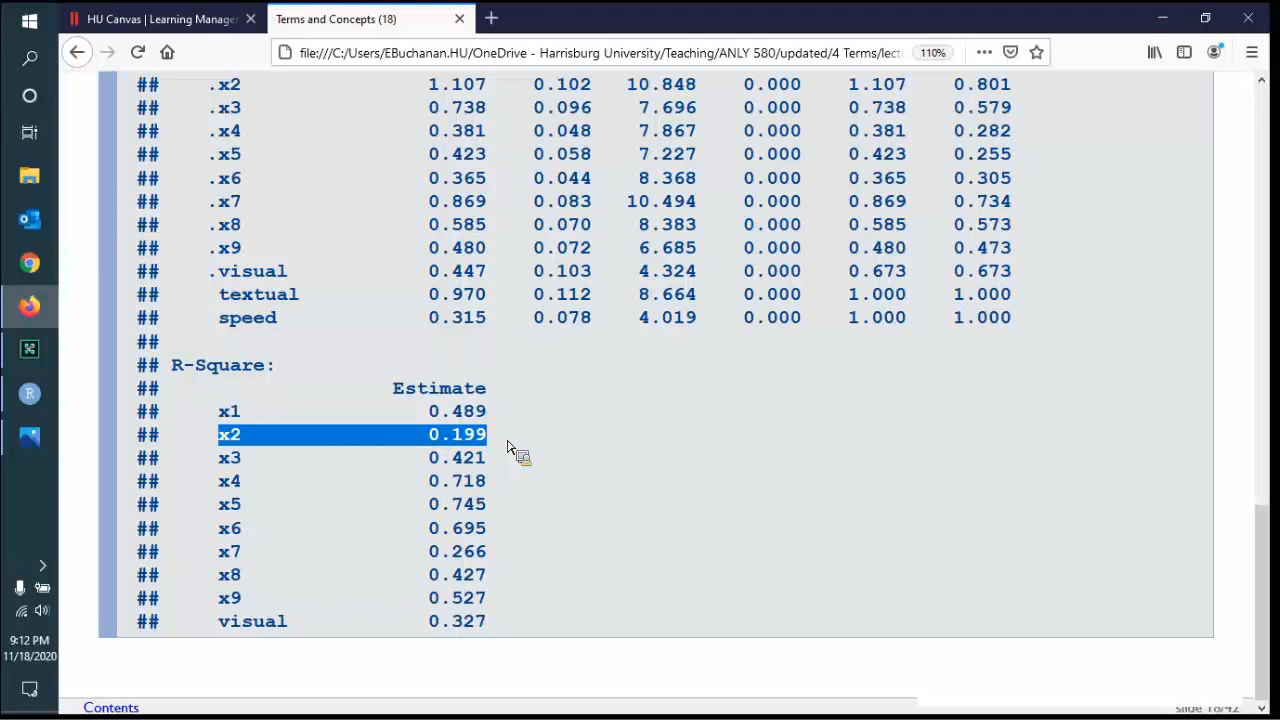 HU Canvas | Learning Manager
Terms and Concepts (18)
file:///C:/Users/EBuchanan.HU/OneDrive - Harrisburg University/Teaching/ANLY 580/updated/4 Terms/lect
110%
## .x2 1.107 0.102 10.848 0.000 1.107 0.801
## .x3 0.738 0.096 7.696 0.000 0.738 0.579
## .x4 0.381 0.048 7.867 0.000 0.381 0.282
## .x5 0.423 0.058 7.227 0.000 0.423 0.255
## .x6 0.365 0.044 8.368 0.000 0.365 0.305
## .x7 0.869 0.083 10.494 0.000 0.869 0.734
## .x8 0.585 0.070 8.383 0.000 0.585 0.573
## .x9 0.480 0.072 6.685 0.000 0.480 0.473
## .visual 0.447 0.103 4.324 0.000 0.673 0.673
## textual 0.970 0.112 8.664 0.000 1.000 1.000
## speed 0.315 0.078 4.019 0.000 1.000 1.000
##
## R-Square:
## Estimate
## x1 0.489
## x2 0.199
## x3 0.421
## x4 0.718
## x5 0.745
## x6 0.695
## x7 0.266
## x8 0.427
## x9 0.527
## visual 0.327
9:12 PM
11/18/2020
Contents
slide 18/42